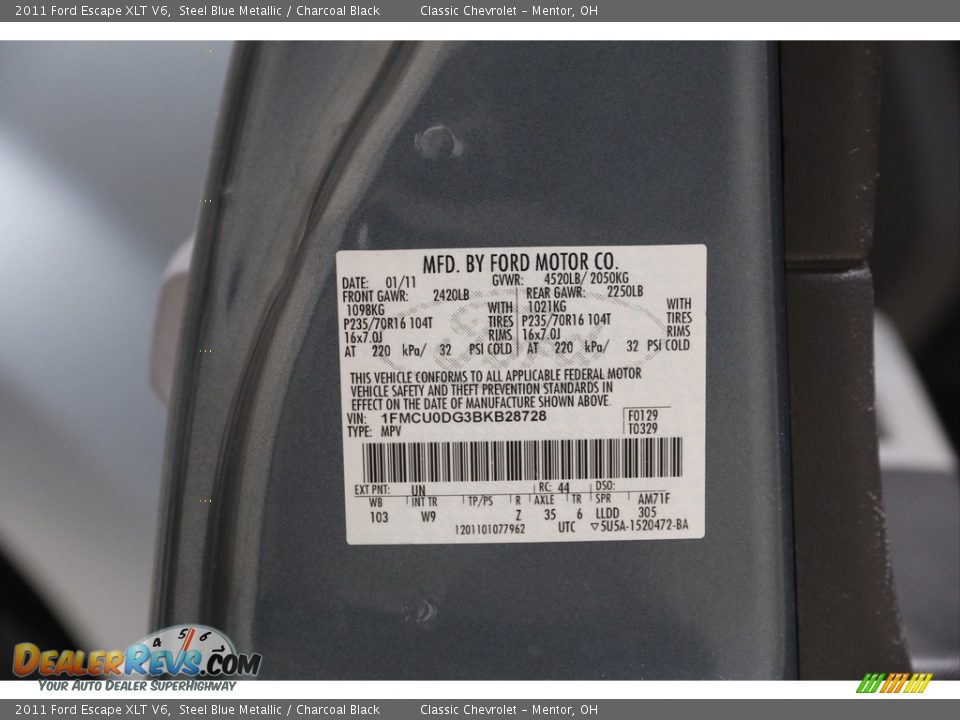 2011 Ford Escape XLT V6,  Steel Blue Metallic / Charcoal Black        Classic Chevrolet – Mentor, OH
MFD. BY FORD MOTOR CO.
DATE: 01/11    GVWR: 4520LB/ 2050KG
FRONT GAWR: 2420LB    REAR GAWR: 2250LB
1098KG    WITH    1021KG    WITH
P235/70R16 104T    TIRES    P235/70R16 104T    TIRES
16x7.0J    RIMS    16x7.0J    RIMS
AT 220 kPa/ 32 PSI COLD    AT 220 kPa/ 32 PSI COLD
THIS VEHICLE CONFORMS TO ALL APPLICABLE FEDERAL MOTOR
VEHICLE SAFETY AND THEFT PREVENTION STANDARDS IN
EFFECT ON THE DATE OF MANUFACTURE SHOWN ABOVE.
VIN: 1FMCU0DG3BKB28728    F0129
TYPE: MPV    T0329
EXT PNT: UN    RC: 44    DSO:
WB    INT TR    TP/PS    R    AXLE    TR    SPR    AM71F
103    W9    Z    35    6    LLDD    305
1201101077962    UTC    ▽5U5A-1520472-BA
4 5 6
DealerRevs.com
Your Auto Dealer SuperHighway
2011 Ford Escape XLT V6,  Steel Blue Metallic / Charcoal Black        Classic Chevrolet – Mentor, OH